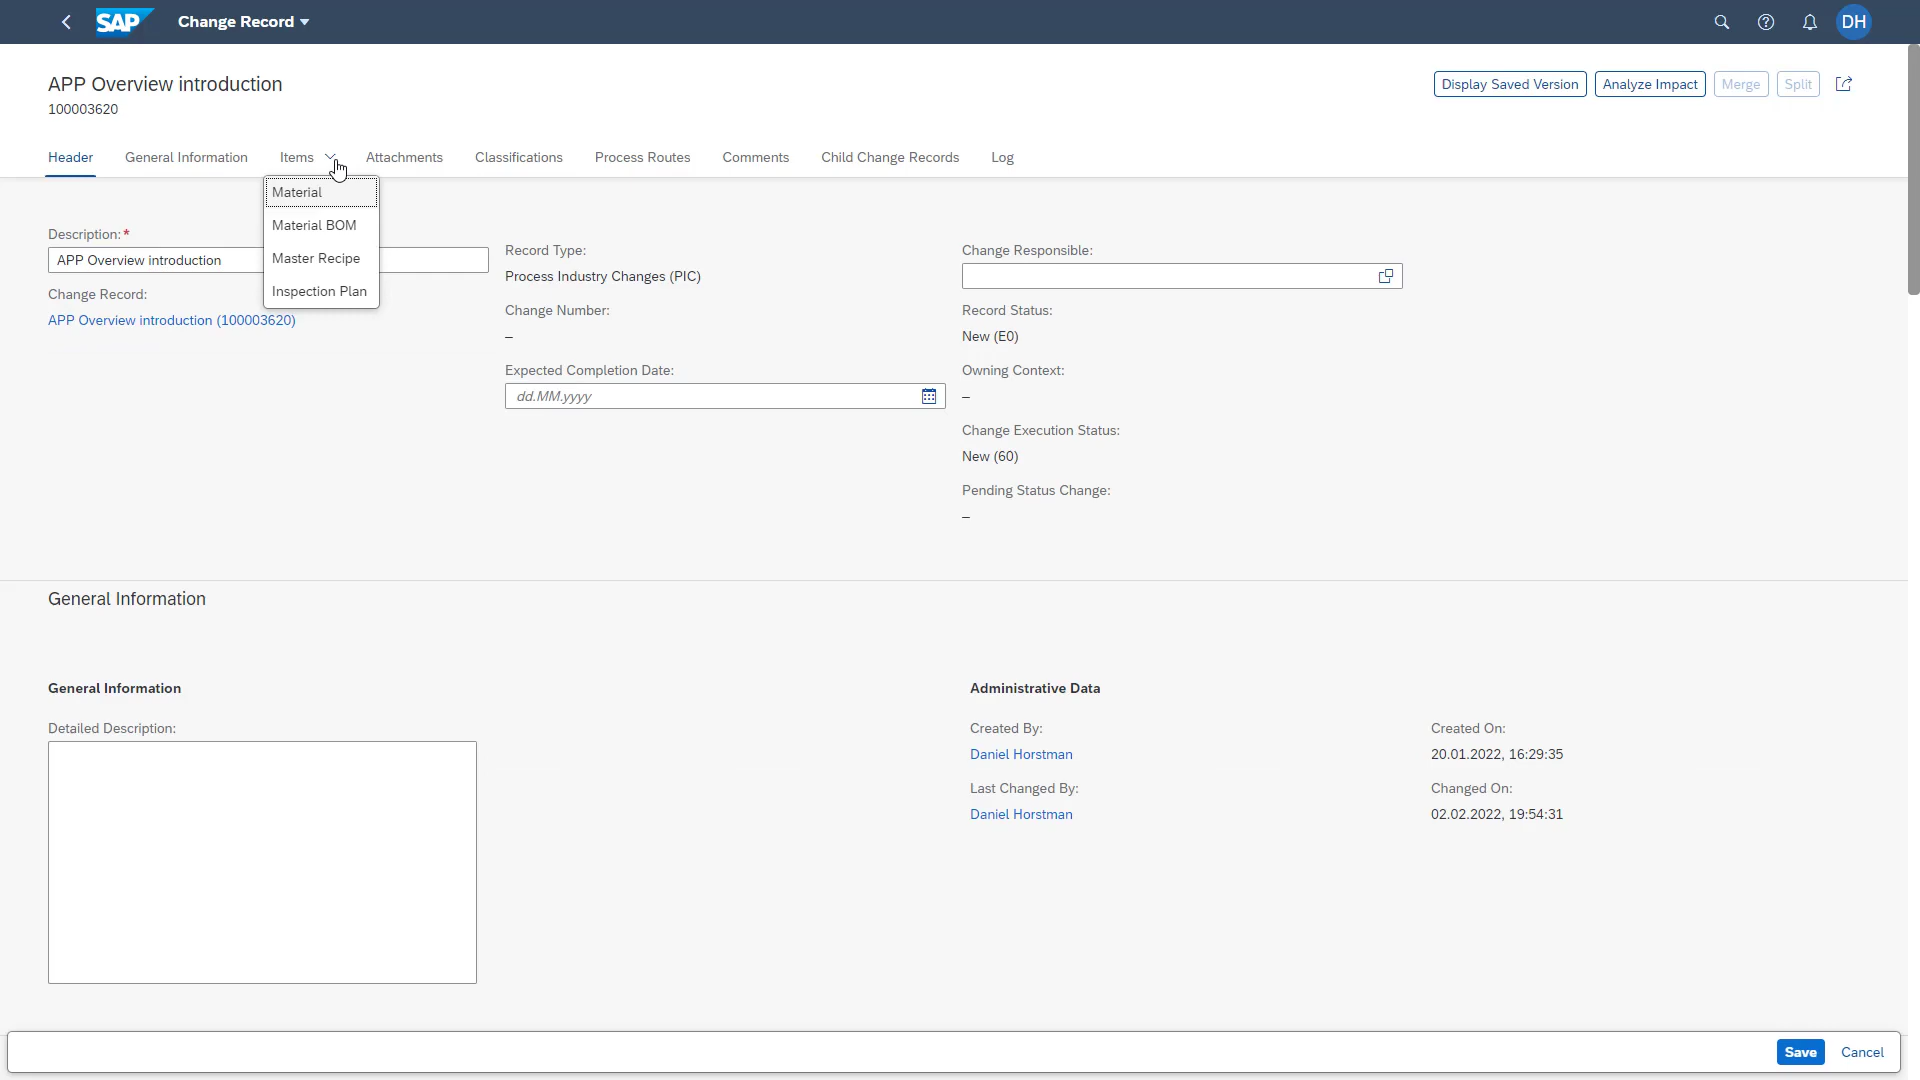 SAP Change Record
DH
APP Overview introduction
100003620
Display Saved Version Analyze Impact Merge Split
Header General Information Items Attachments Classifications Process Routes Comments Child Change Records Log
Material
Material BOM
Master Recipe
Inspection Plan
Description:*
APP Overview introduction
Change Record:
APP Overview introduction (100003620)
Record Type:
Process Industry Changes (PIC)
Change Number:
–
Expected Completion Date:
dd.MM.yyyy
Change Responsible:
Record Status:
New (E0)
Owning Context:
–
Change Execution Status:
New (60)
Pending Status Change:
–
General Information
General Information
Detailed Description:
Administrative Data
Created By:
Daniel Horstman
Last Changed By:
Daniel Horstman
Created On:
20.01.2022, 16:29:35
Changed On:
02.02.2022, 19:54:31
Save Cancel